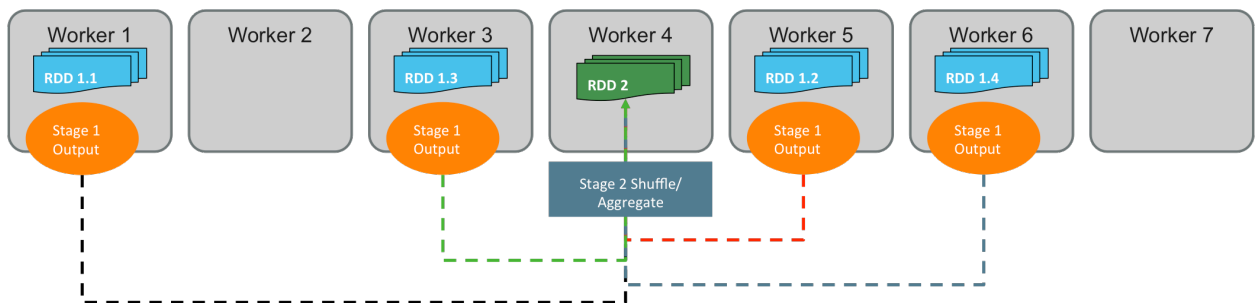 Worker 1
Worker 2
Worker 3
Worker 4
Worker 5
Worker 6
Worker 7
RDD 1.1
RDD 1.3
RDD 2
RDD 1.2
RDD 1.4
Stage 1
Output
Stage 1
Output
Stage 1
Output
Stage 1
Output
Stage 2 Shuffle/
Aggregate